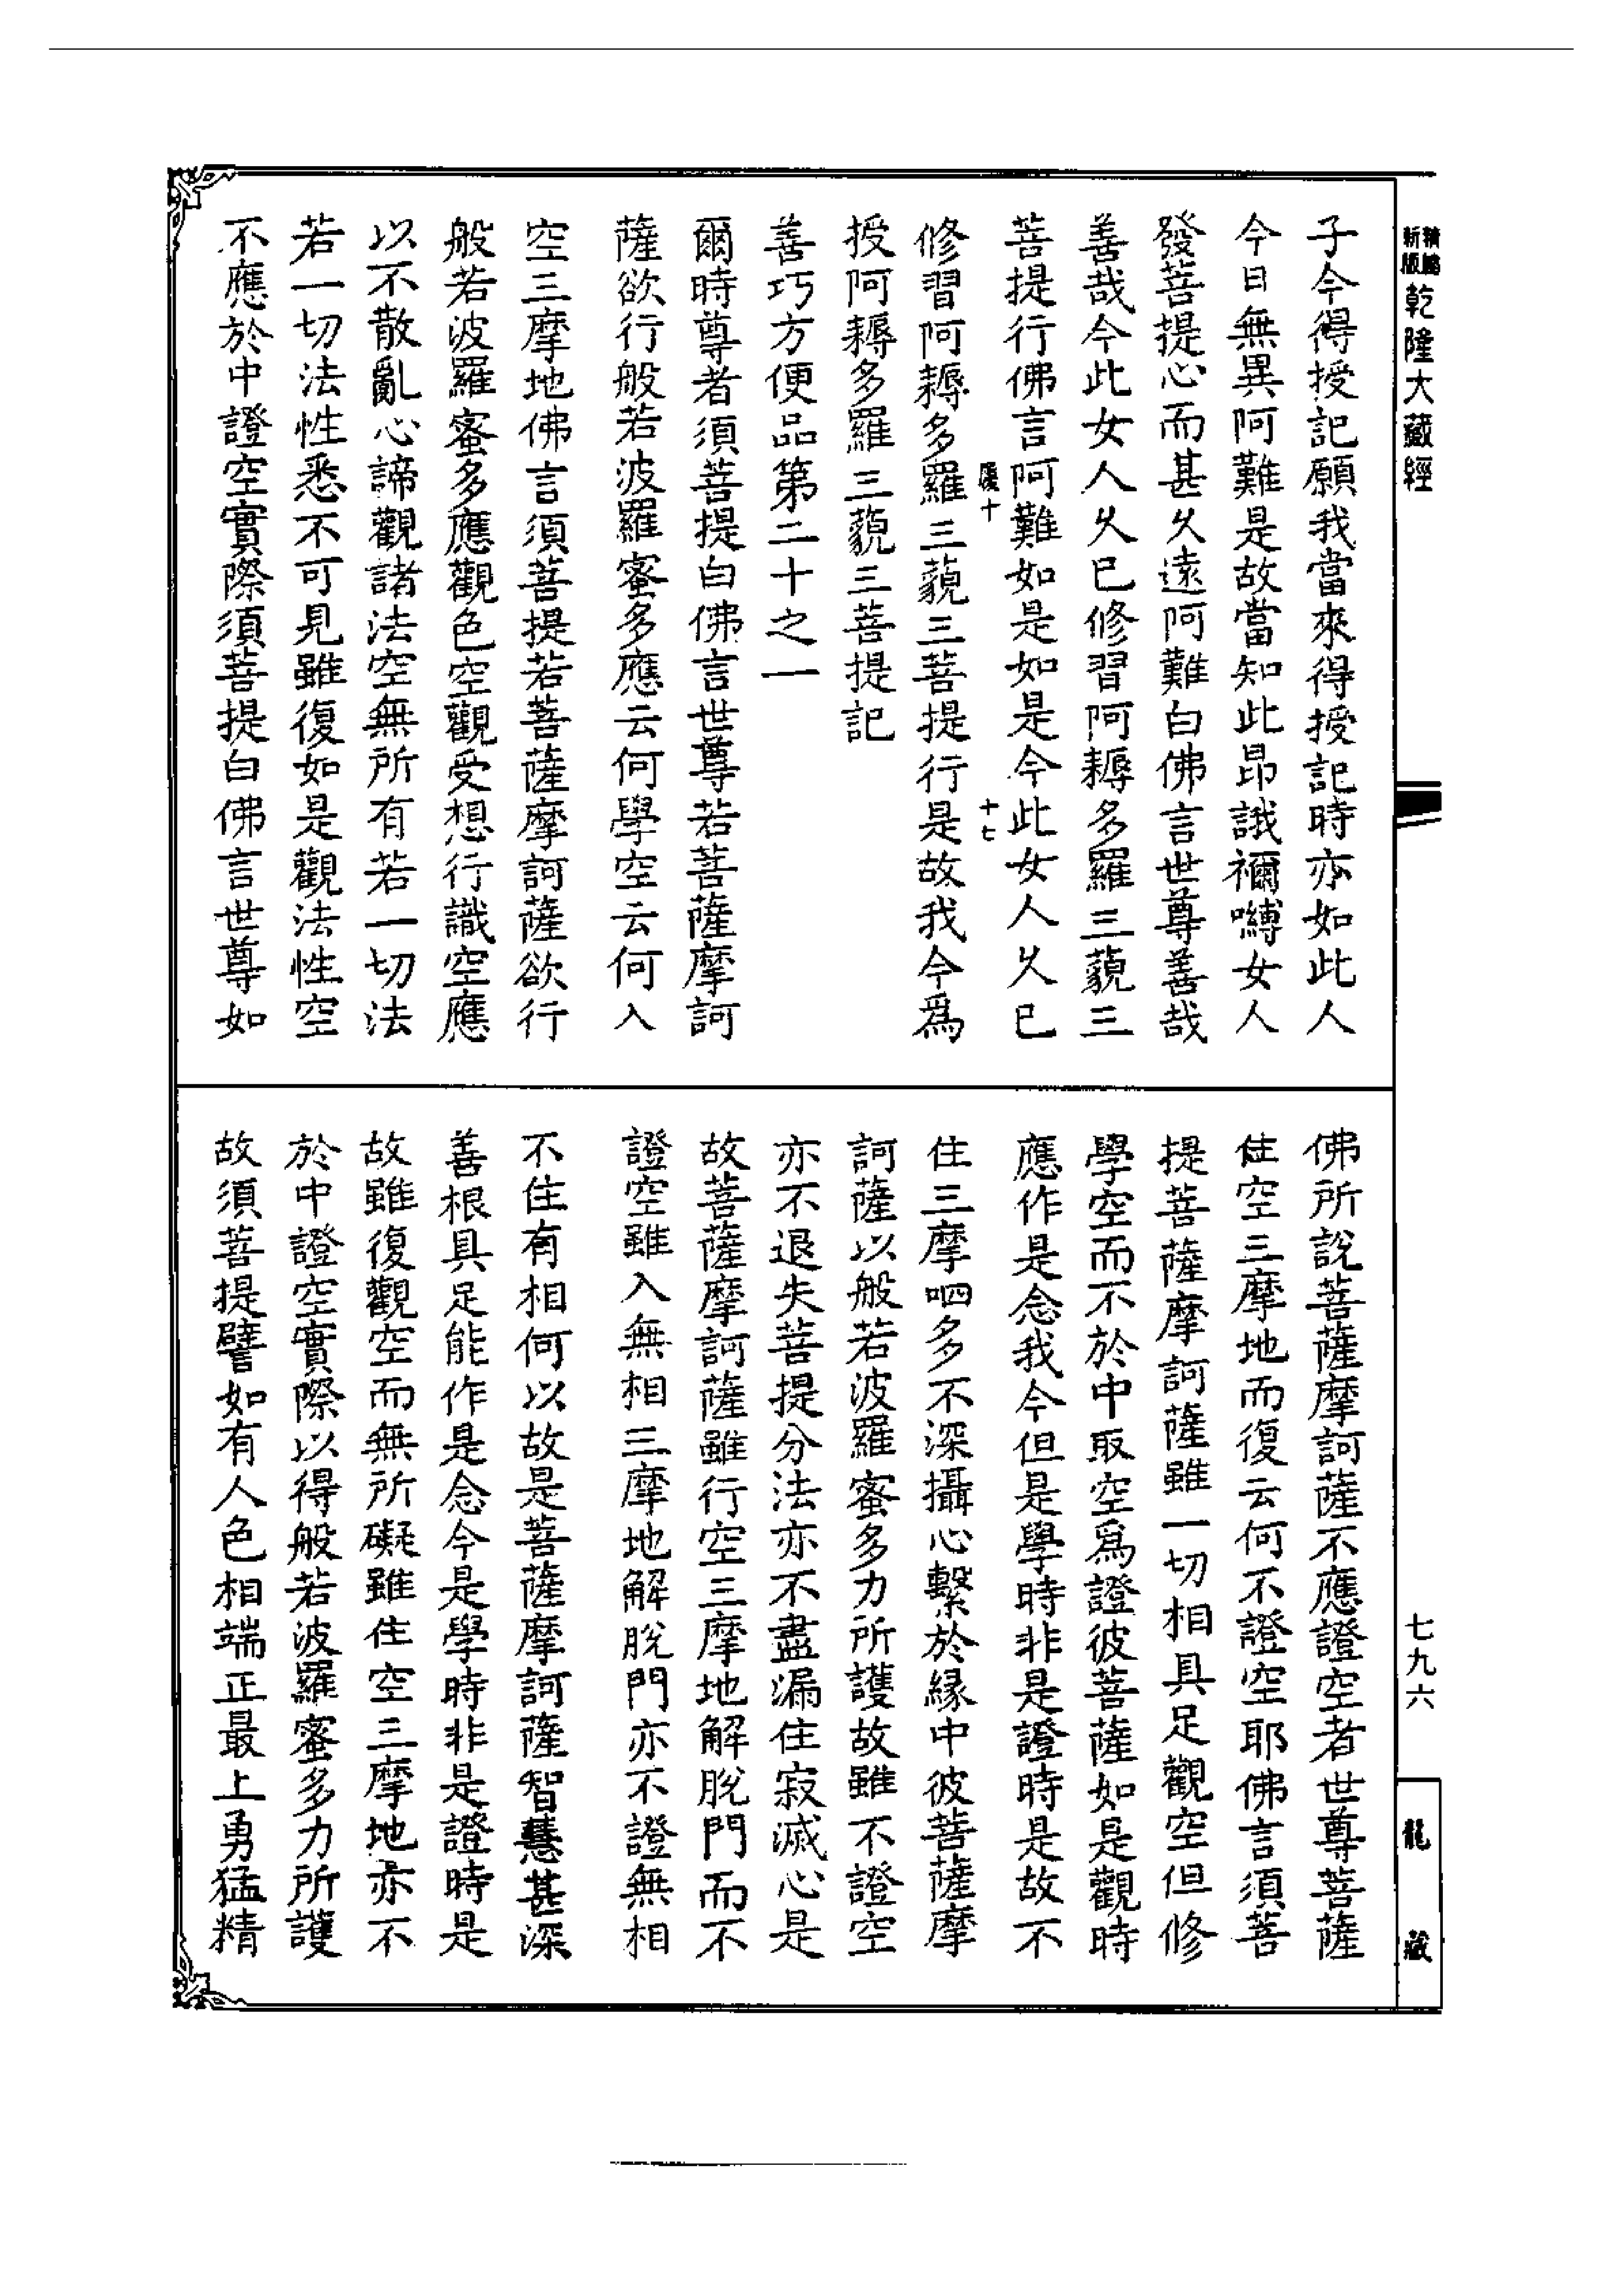 精縮新版乾隆大藏經
子今得授記願我當來得授記時亦如此人
今日無異阿難是故當知此昂誐禰嚩女人
發菩提心而甚久遠阿難白佛言世尊善哉
善哉今此女人久已修習阿耨多羅三藐三
菩提行佛言阿難如是如是今此女人久已
履十
十七
修習阿耨多羅三藐三菩提行是故我今爲
授阿耨多羅三藐三菩提記
善巧方便品第二十之一
爾時尊者須菩提白佛言世尊若菩薩摩訶
薩欲行般若波羅蜜多應云何學空云何入
空三摩地佛言須菩提若菩薩摩訶薩欲行
般若波羅蜜多應觀色空觀受想行識空應
以不散亂心諦觀諸法空無所有若一切法
若一切法性悉不可見雖復如是觀法性空
不應於中證空實際須菩提白佛言世尊如
佛所說菩薩摩訶薩不應證空者世尊菩薩
住空三摩地而復云何不證空耶佛言須菩
提菩薩摩訶薩雖一切相具足觀空但修
學空而不於中取空爲證彼菩薩如是觀時
應作是念我今但是學時非是證時是故不
住三摩呬多不深攝心繫於緣中彼菩薩摩
訶薩以般若波羅蜜多力所護故雖不證空
亦不退失菩提分法亦不盡漏住寂滅心是
故菩薩摩訶薩雖行空三摩地解脫門而不
證空雖入無相三摩地解脫門亦不證無相
不住有相何以故是菩薩摩訶薩智慧甚深
善根具足能作是念今是學時非是證時是
故雖復觀空而無所礙雖住空三摩地亦不
於中證空實際以得般若波羅蜜多力所護
故須菩提譬如有人色相端正最上勇猛精
七九六
龍藏